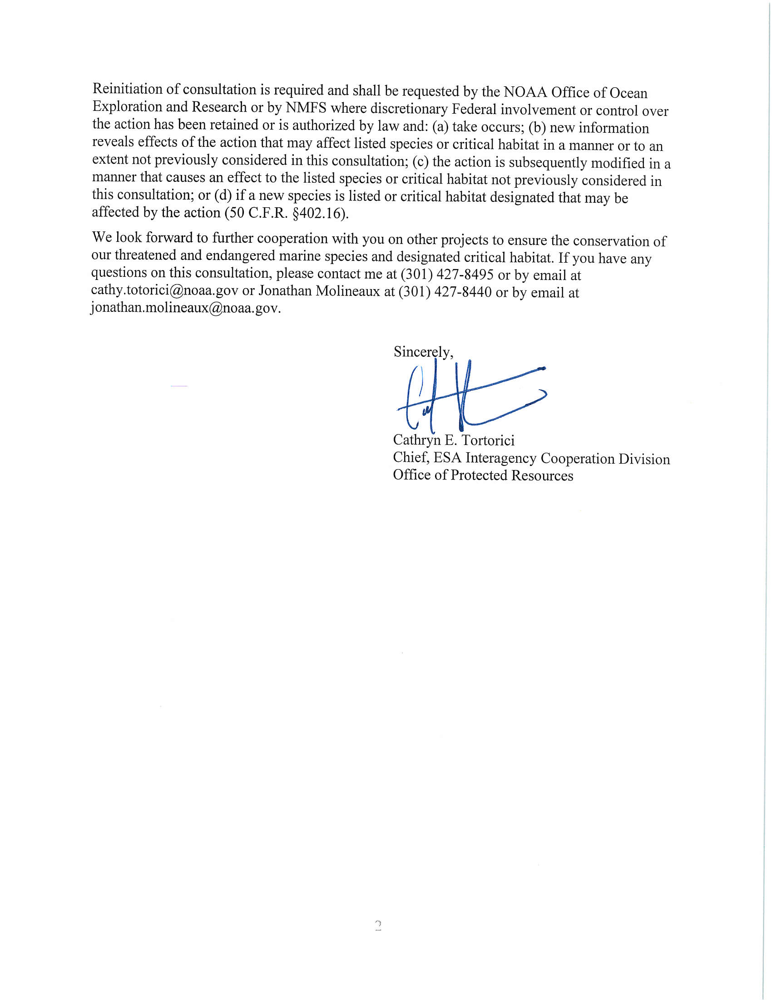 Reinitiation of consultation is required and shall be requested by the NOAA Office of Ocean
Exploration and Research or by NMFS where discretionary Federal involvement or control over
the action has been retained or is authorized by law and: (a) take occurs; (b) new information
reveals effects of the action that may affect listed species or critical habitat in a manner or to an
extent not previously considered in this consultation; (c) the action is subsequently modified in a
manner that causes an effect to the listed species or critical habitat not previously considered in
this consultation; or (d) if a new species is listed or critical habitat designated that may be
affected by the action (50 C.F.R. §402.16).
We look forward to further cooperation with you on other projects to ensure the conservation of
our threatened and endangered marine species and designated critical habitat. If you have any
questions on this consultation, please contact me at (301) 427-8495 or by email at
cathy.totorici@noaa.gov or Jonathan Molineaux at (301) 427-8440 or by email at
jonathan.molineaux@noaa.gov.
Sincerely,
Cathryn E. Tortorici
Chief, ESA Interagency Cooperation Division
Office of Protected Resources
2